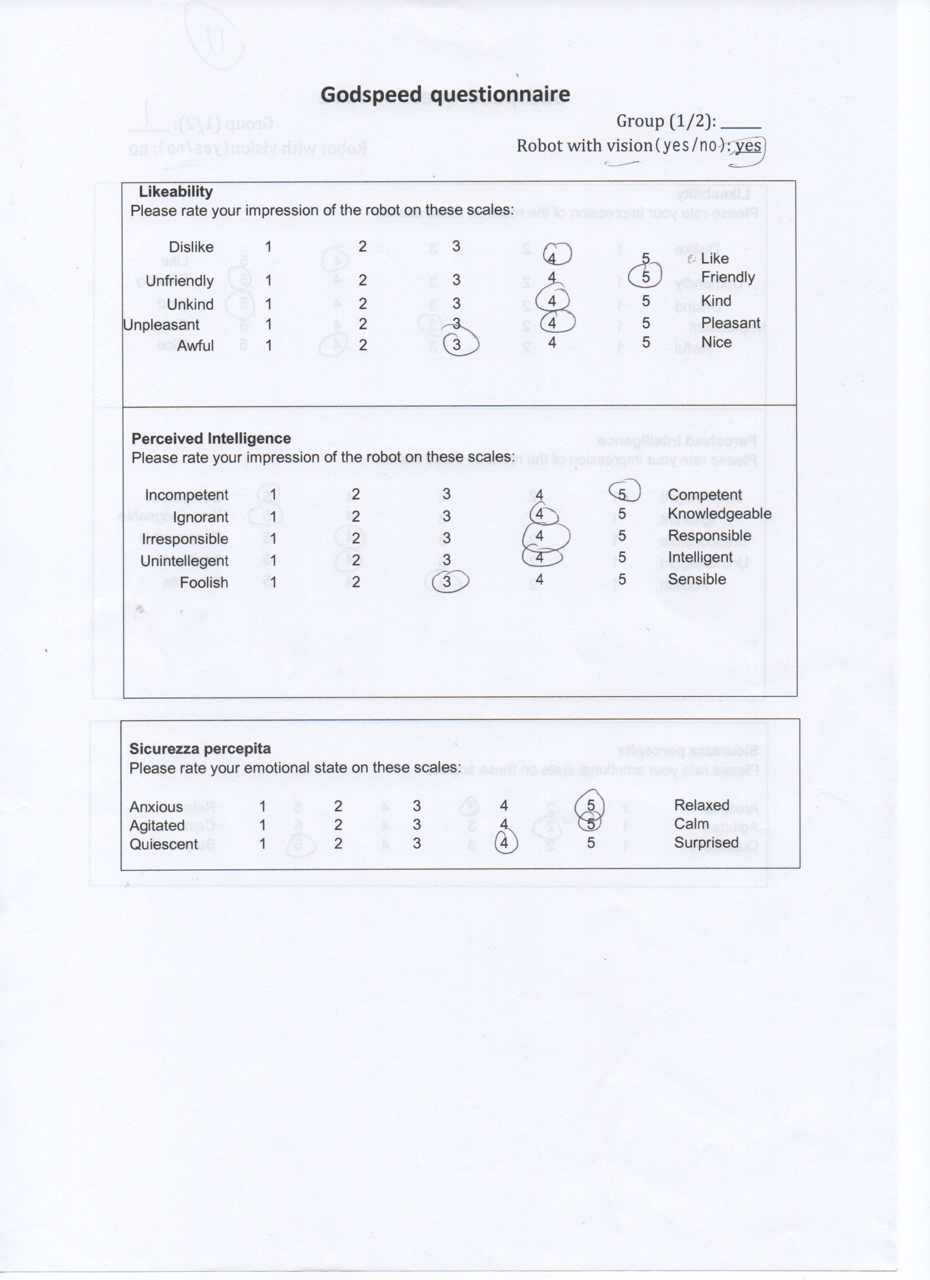 Godspeed questionnaire
Group (1/2): ____
Robot with vision(yes/no): yes
Likeability
Please rate your impression of the robot on these scales:
Dislike 1 2 3 4 5 Like
Unfriendly 1 2 3 4 5 Friendly
Unkind 1 2 3 4 5 Kind
Unpleasant 1 2 3 4 5 Pleasant
Awful 1 2 3 4 5 Nice
Perceived Intelligence
Please rate your impression of the robot on these scales:
Incompetent 1 2 3 4 5 Competent
Ignorant 1 2 3 4 5 Knowledgeable
Irresponsible 1 2 3 4 5 Responsible
Unintellegent 1 2 3 4 5 Intelligent
Foolish 1 2 3 4 5 Sensible
Sicurezza percepita
Please rate your emotional state on these scales:
Anxious 1 2 3 4 5 Relaxed
Agitated 1 2 3 4 5 Calm
Quiescent 1 2 3 4 5 Surprised